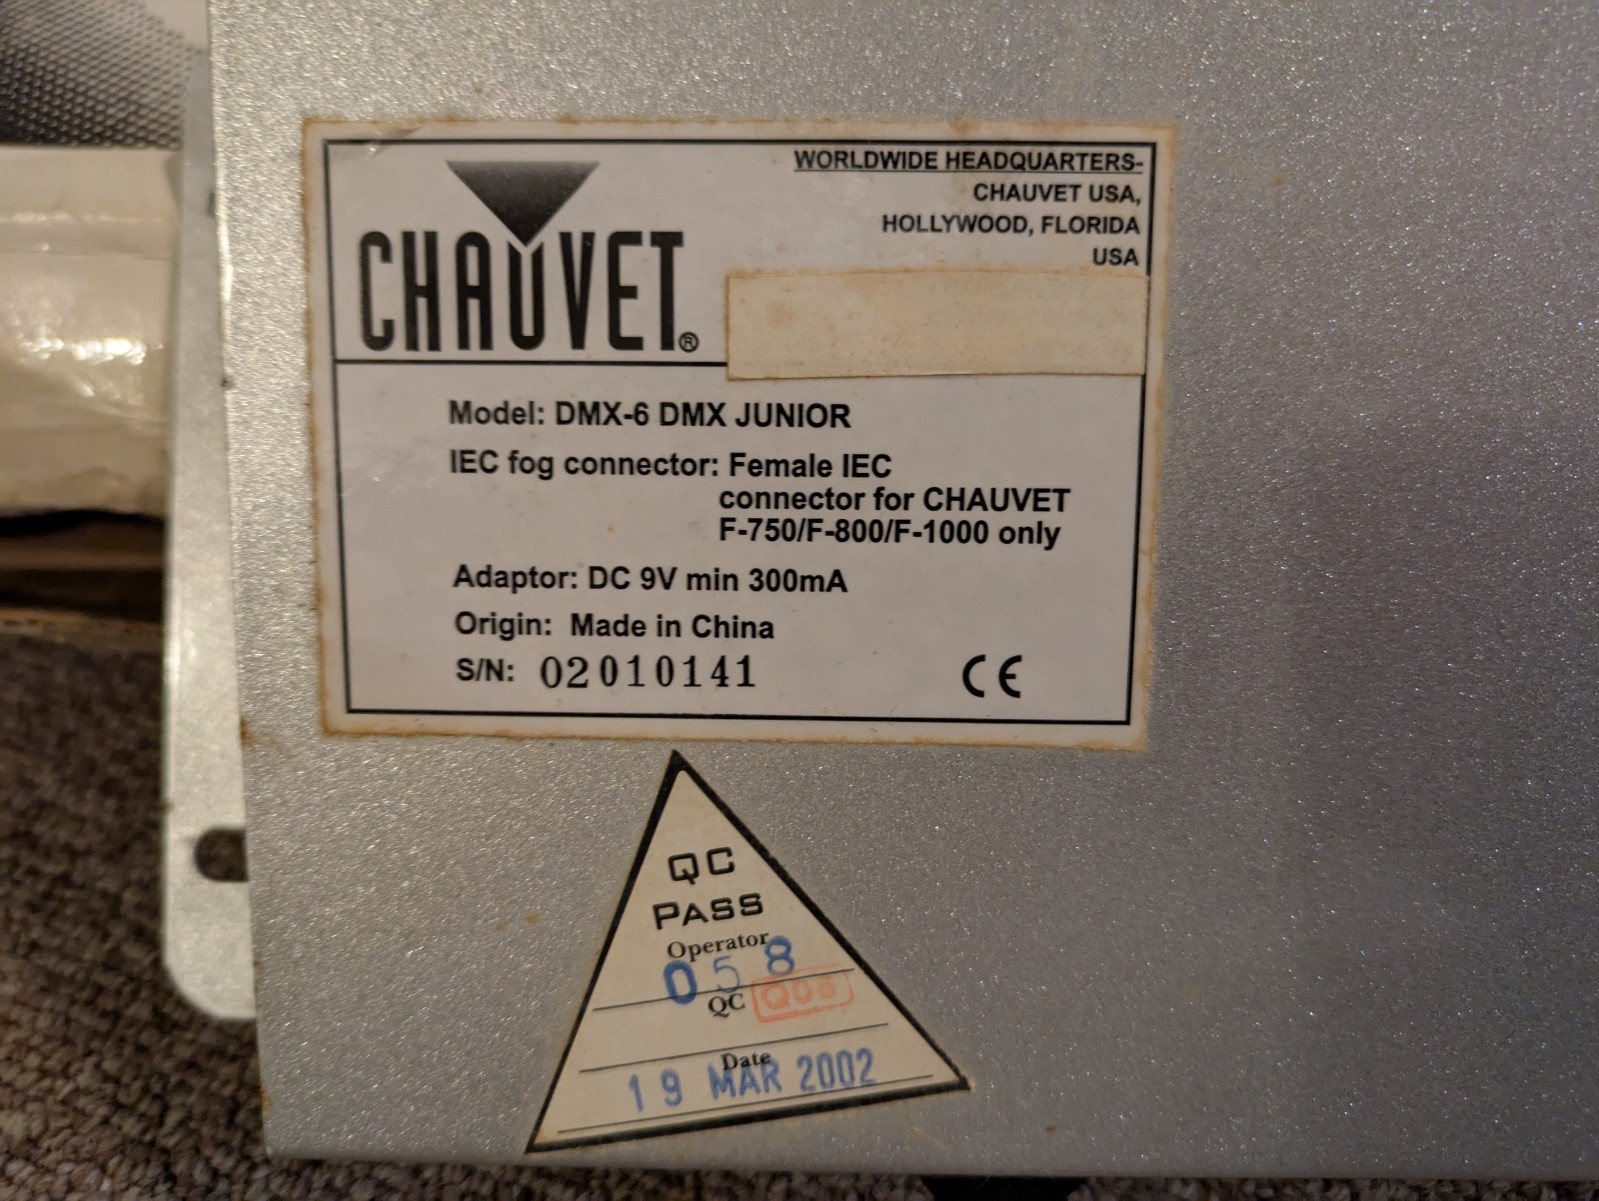 CHAUVET®
WORLDWIDE HEADQUARTERS-
CHAUVET USA,
HOLLYWOOD, FLORIDA
USA
Model: DMX-6 DMX JUNIOR
IEC fog connector: Female IEC
connector for CHAUVET
F-750/F-800/F-1000 only
Adaptor: DC 9V min 300mA
Origin: Made in China
S/N: 02010141
CE
QC
PASS
Operator
058
QC Q06
Date
19 MAR 2002